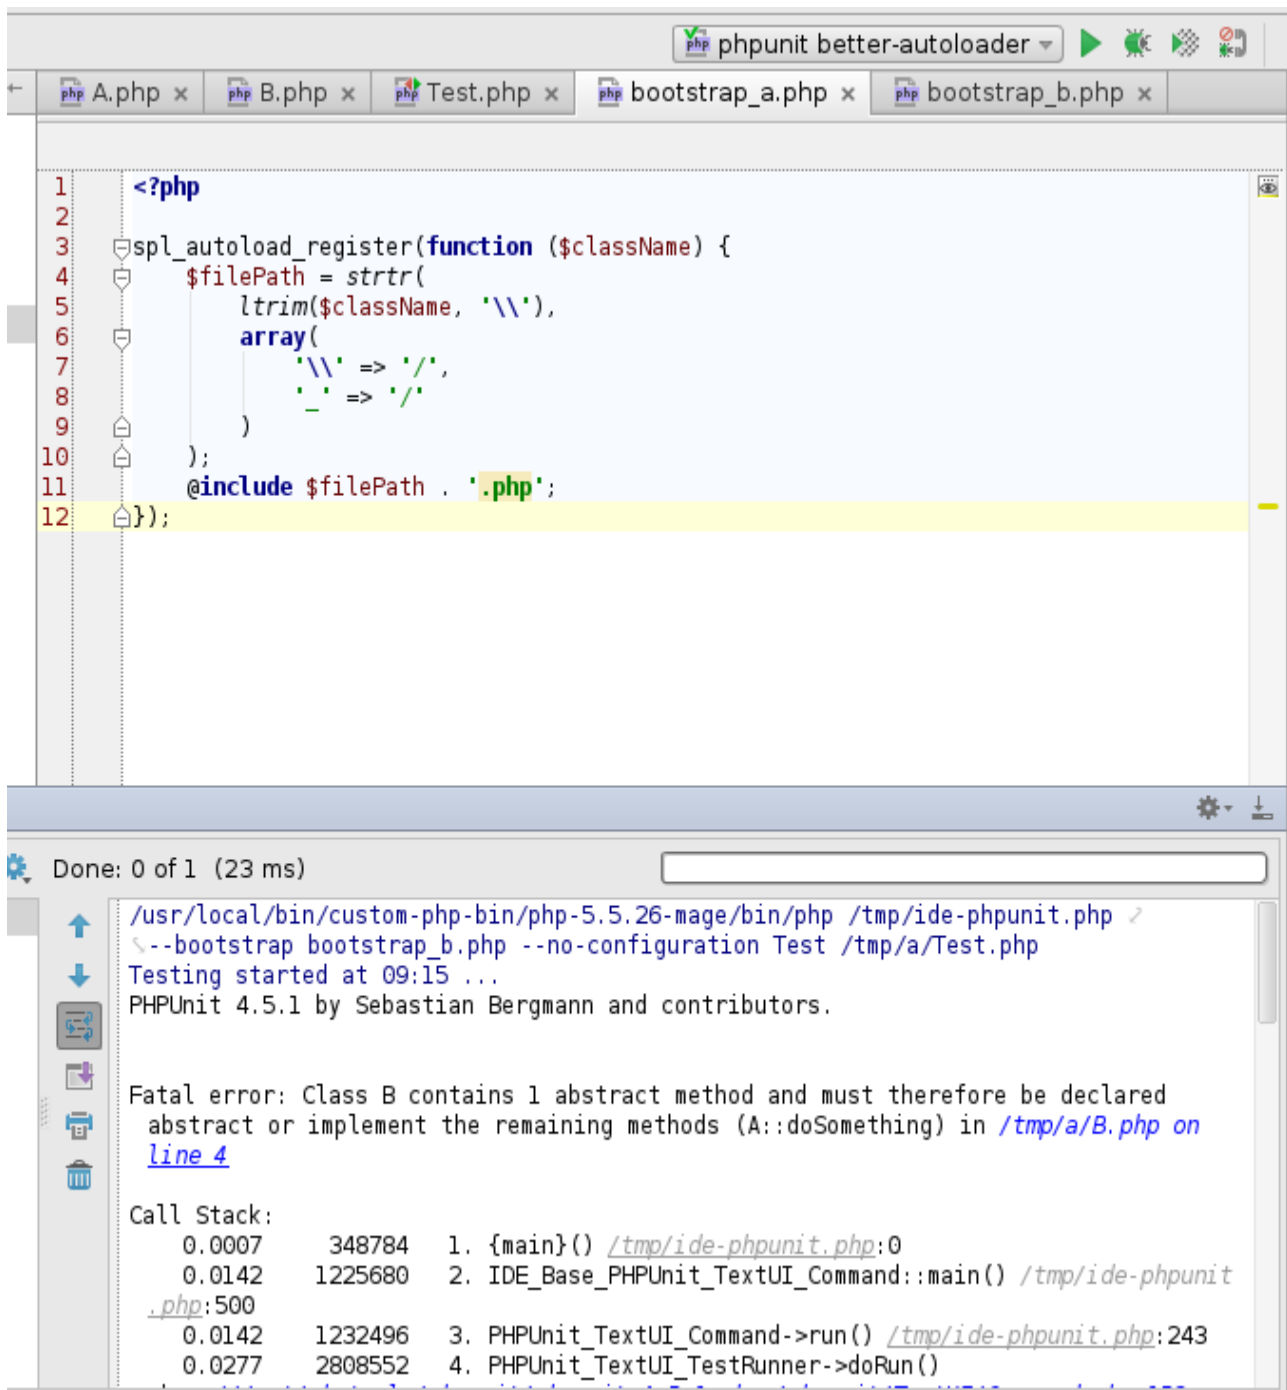 phpunit better-autoloader
A.php × B.php × Test.php × bootstrap_a.php × bootstrap_b.php ×
1 <?php
2
3 spl_autoload_register(function ($className) {
4 $filePath = strtr(
5 ltrim($className, '\\'),
6 array(
7 '\\' => '/',
8 '_' => '/'
9 )
10 );
11 @include $filePath . '.php';
12 });
Done: 0 of 1 (23 ms)
/usr/local/bin/custom-php-bin/php-5.5.26-mage/bin/php /tmp/ide-phpunit.php
--bootstrap bootstrap_b.php --no-configuration Test /tmp/a/Test.php
Testing started at 09:15 ...
PHPUnit 4.5.1 by Sebastian Bergmann and contributors.
Fatal error: Class B contains 1 abstract method and must therefore be declared
abstract or implement the remaining methods (A::doSomething) in /tmp/a/B.php on
line 4
Call Stack:
0.0007 348784 1. {main}() /tmp/ide-phpunit.php:0
0.0142 1225680 2. IDE_Base_PHPUnit_TextUI_Command::main() /tmp/ide-phpunit
.php:500
0.0142 1232496 3. PHPUnit_TextUI_Command->run() /tmp/ide-phpunit.php:243
0.0277 2808552 4. PHPUnit_TextUI_TestRunner->doRun()